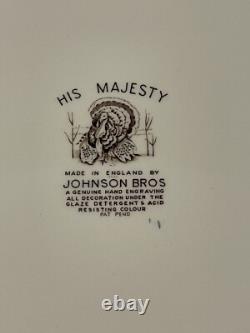 HIS MAJESTY
MADE IN ENGLAND BY
JOHNSON BROS
A GENUINE HAND ENGRAVING
ALL DECORATION UNDER THE
GLAZE DETERGENT & ACID
RESISTING COLOUR
PAT PEND